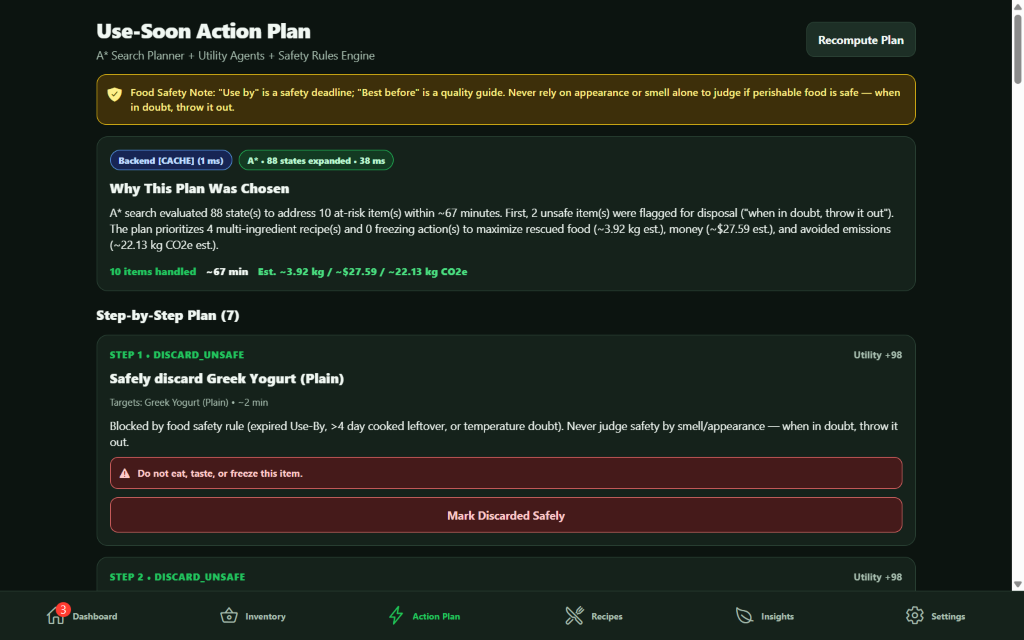 Use-Soon Action Plan
A* Search Planner + Utility Agents + Safety Rules Engine
Recompute Plan
Food Safety Note: "Use by" is a safety deadline; "Best before" is a quality guide. Never rely on appearance or smell alone to judge if perishable food is safe — when
in doubt, throw it out.
Backend [CACHE] (1 ms)
A* • 88 states expanded • 38 ms
Why This Plan Was Chosen
A* search evaluated 88 state(s) to address 10 at-risk item(s) within ~67 minutes. First, 2 unsafe item(s) were flagged for disposal ("when in doubt, throw it out").
The plan prioritizes 4 multi-ingredient recipe(s) and 0 freezing action(s) to maximize rescued food (~3.92 kg est.), money (~$27.59 est.), and avoided emissions
(~22.13 kg CO2e est.).
10 items handled ~67 min Est. ~3.92 kg / ~$27.59 / ~22.13 kg CO2e
Step-by-Step Plan (7)
STEP 1 • DISCARD_UNSAFE
Utility +98
Safely discard Greek Yogurt (Plain)
Targets: Greek Yogurt (Plain) • ~2 min
Blocked by food safety rule (expired Use-By, >4 day cooked leftover, or temperature doubt). Never judge safety by smell/appearance — when in doubt, throw it
out.
Do not eat, taste, or freeze this item.
Mark Discarded Safely
STEP 2 • DISCARD_UNSAFE
Utility +98
3
Dashboard
Inventory
Action Plan
Recipes
Insights
Settings